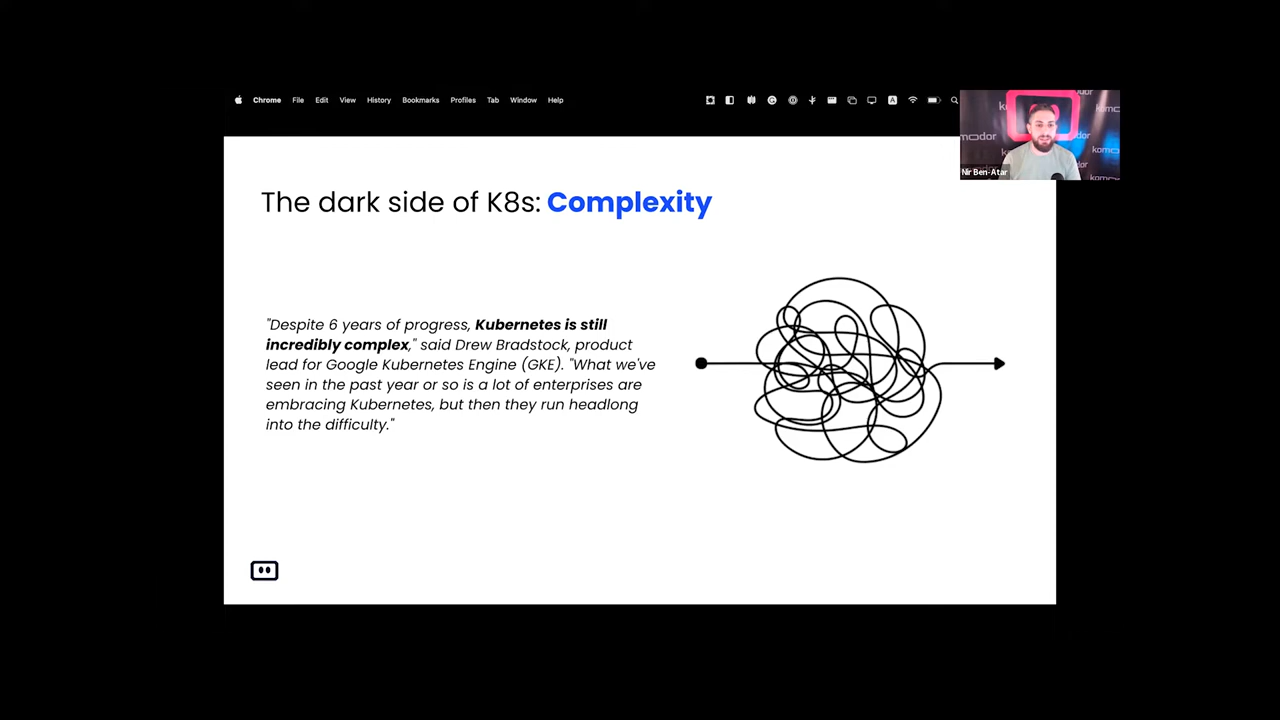 Chrome File Edit View History Bookmarks Profiles Tab Window Help
A
komodor
komodor
Nir Ben-Atar
The dark side of K8s: Complexity
"Despite 6 years of progress, Kubernetes is still
incredibly complex," said Drew Bradstock, product
lead for Google Kubernetes Engine (GKE). "What we've
seen in the past year or so is a lot of enterprises are
embracing Kubernetes, but then they run headlong
into the difficulty."